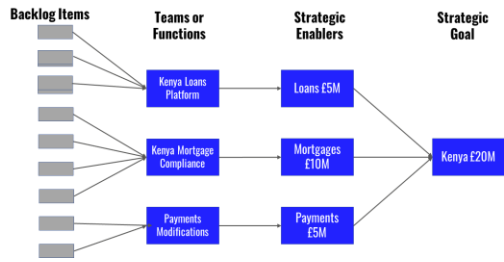 Backlog Items
Teams or
Functions
Strategic
Enablers
Strategic
Goal
Kenya Loans
Platform
Loans £5M
Kenya Mortgage
Compliance
Mortgages
£10M
Kenya £20M
Payments
Modifications
Payments
£5M